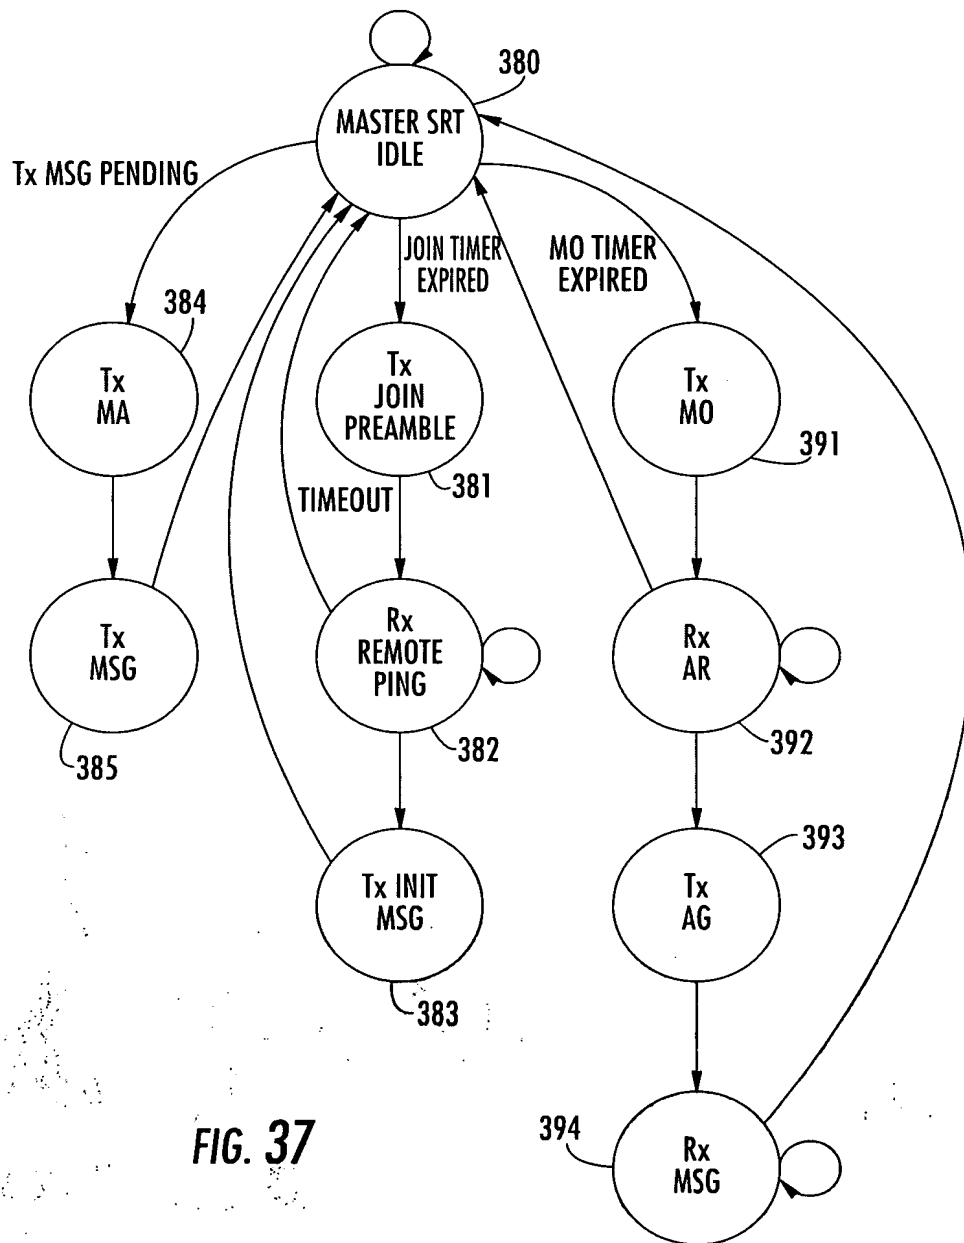 380
MASTER SRT
IDLE
Tx MSG PENDING
JOIN TIMER
EXPIRED
MO TIMER
EXPIRED
384
Tx
MA
Tx
JOIN
PREAMBLE
381
Tx
MO
391
TIMEOUT
Tx
MSG
385
Rx
REMOTE
PING
382
Rx
AR
392
393
Tx INIT
MSG
383
Tx
AG
394
Rx
MSG
FIG. 37